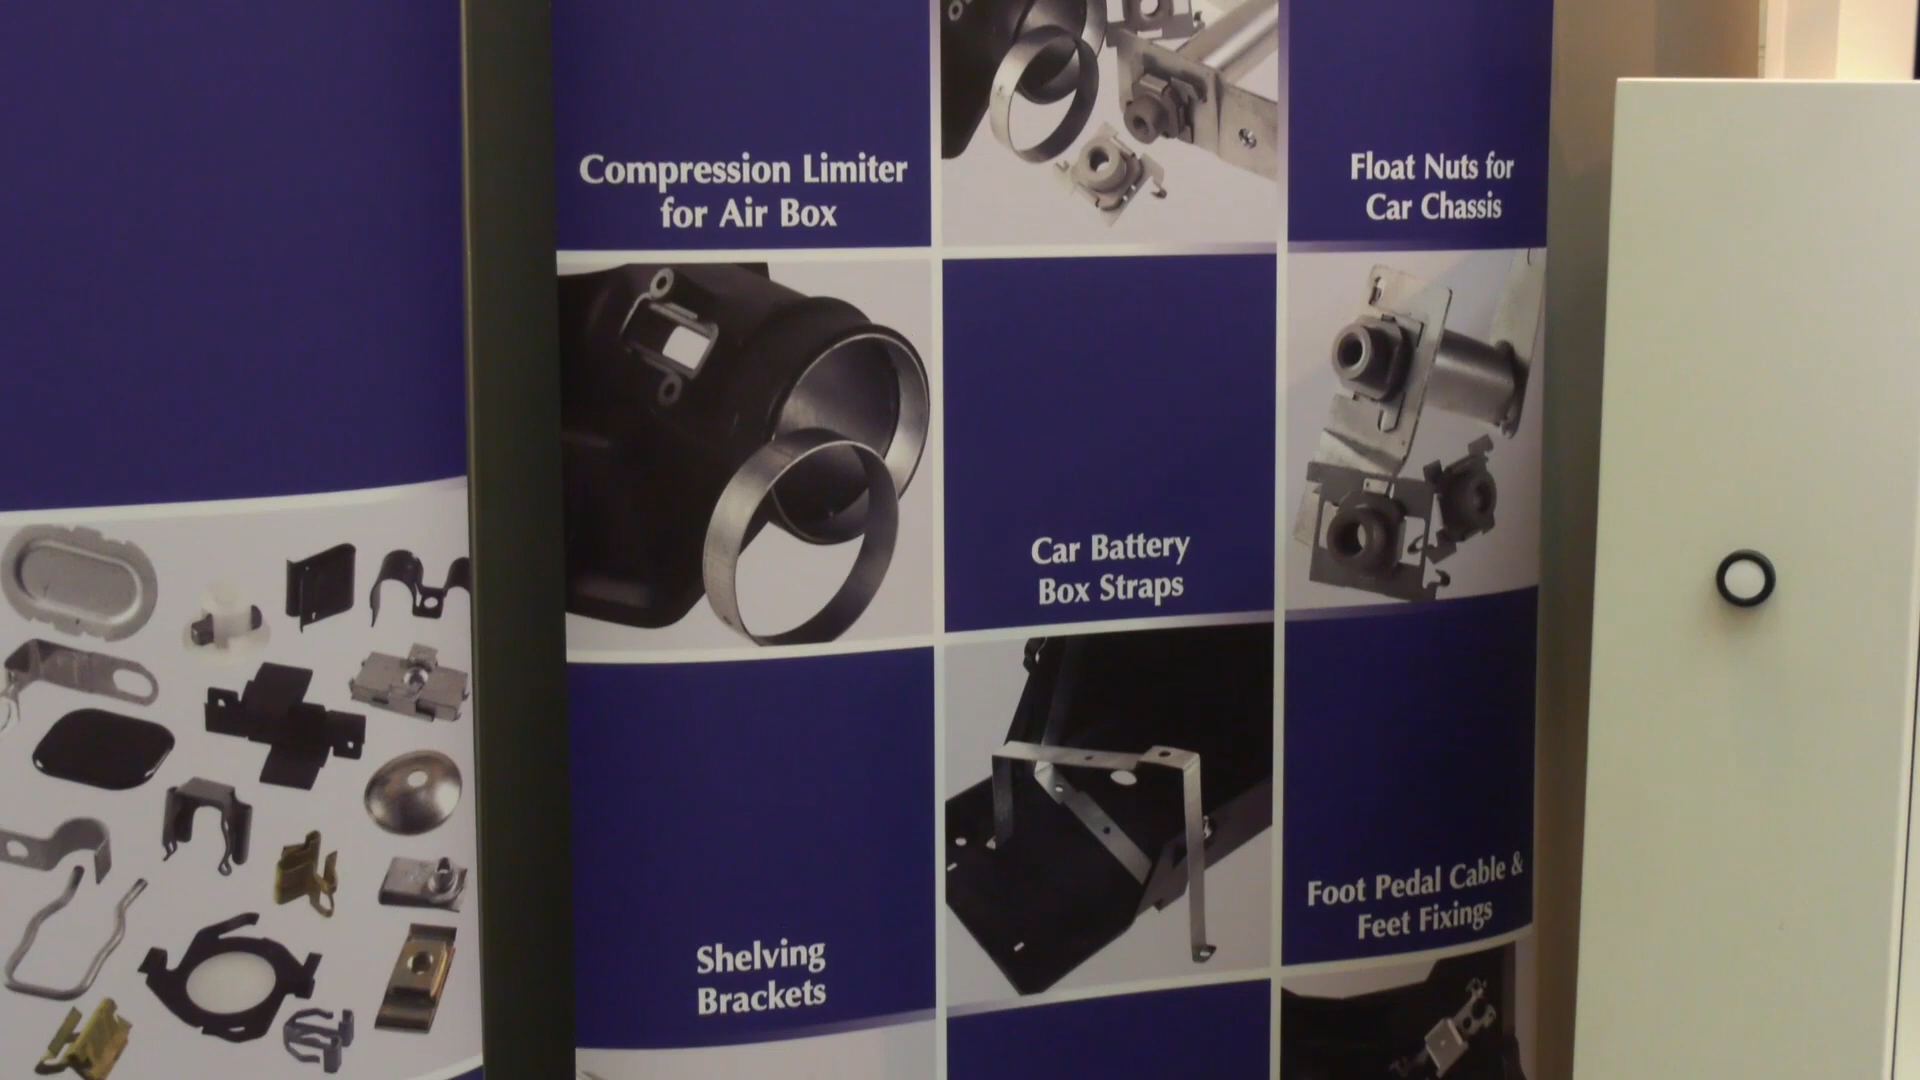 Compression Limiter
for Air Box
Float Nuts for
Car Chassis
Car Battery
Box Straps
Foot Pedal Cable &
Feet Fixings
Shelving
Brackets